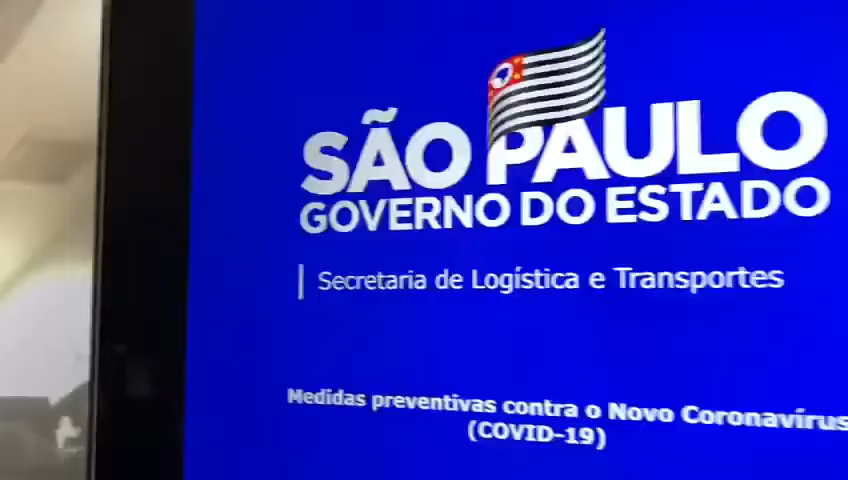 SÃO PAULO
GOVERNO DO ESTADO
Secretaria de Logística e Transportes
Medidas preventivas contra o Novo Coronavírus
(COVID-19)